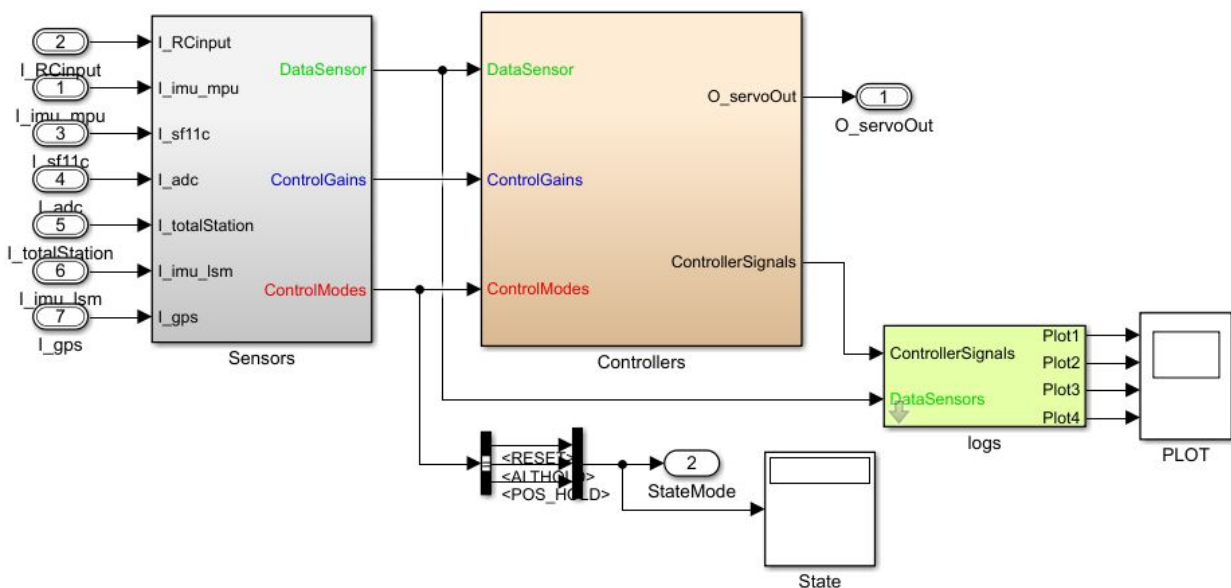 2
I_RCinput
1
I_imu_mpu
3
I_sf11c
4
I_adc
5
I_totalStation
6
I_imu_lsm
7
I_gps
I_RCinput
I_imu_mpu
I_sf11c
I_adc
I_totalStation
I_imu_lsm
I_gps
DataSensor
ControlGains
ControlModes
Sensors
DataSensor
ControlGains
ControlModes
O_servoOut
ControllerSignals
Controllers
1
O_servoOut
ControllerSignals
DataSensors
Plot1
Plot2
Plot3
Plot4
logs
PLOT
<RESET>
<ALTHOLD>
<POS_HOLD>
2
StateMode
State